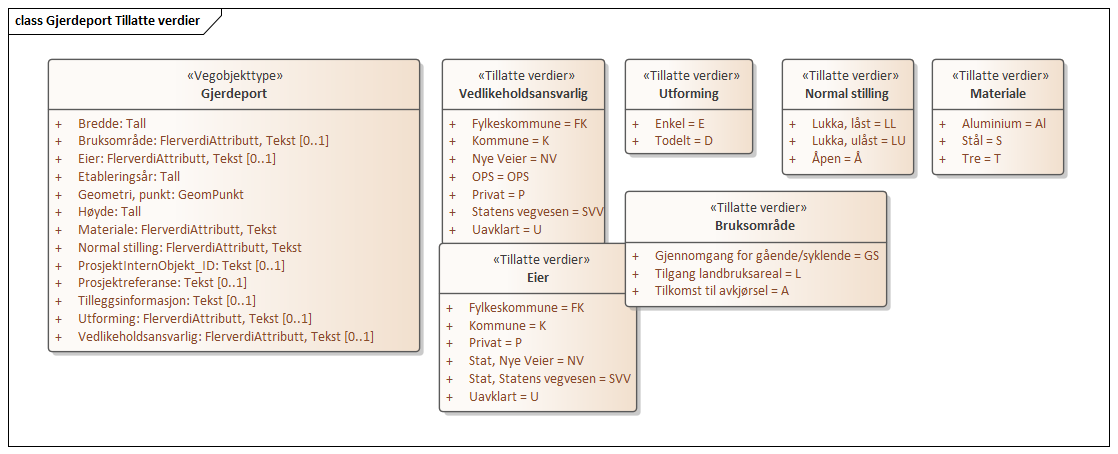 class Gjerdeport Tillatte verdier
«Vegobjekttype»
Gjerdeport
+ Bredde: Tall
+ Bruksområde: FlerverdiAttributt, Tekst [0..1]
+ Eier: FlerverdiAttributt, Tekst [0..1]
+ Etableringsår: Tall
+ Geometri, punkt: GeomPunkt
+ Høyde: Tall
+ Materiale: FlerverdiAttributt, Tekst
+ Normal stilling: FlerverdiAttributt, Tekst
+ ProsjektInternObjekt_ID: Tekst [0..1]
+ Prosjektreferanse: Tekst [0..1]
+ Tilleggsinformasjon: Tekst [0..1]
+ Utforming: FlerverdiAttributt, Tekst [0..1]
+ Vedlikeholdsansvarlig: FlerverdiAttributt, Tekst [0..1]
«Tillatte verdier»
Vedlikeholdsansvarlig
+ Fylkeskommune = FK
+ Kommune = K
+ Nye Veier = NV
+ OPS = OPS
+ Privat = P
+ Statens vegvesen = SVV
+ Uavklart = U
«Tillatte verdier»
Eier
+ Fylkeskommune = FK
+ Kommune = K
+ Privat = P
+ Stat, Nye Veier = NV
+ Stat, Statens vegvesen = SVV
+ Uavklart = U
«Tillatte verdier»
Utforming
+ Enkel = E
+ Todelt = D
«Tillatte verdier»
Normal stilling
+ Lukka, låst = LL
+ Lukka, ulåst = LU
+ Åpen = Å
«Tillatte verdier»
Materiale
+ Aluminium = Al
+ Stål = S
+ Tre = T
«Tillatte verdier»
Bruksområde
+ Gjennomgang for gående/syklende = GS
+ Tilgang landbruksareal = L
+ Tilkomst til avkjørsel = A